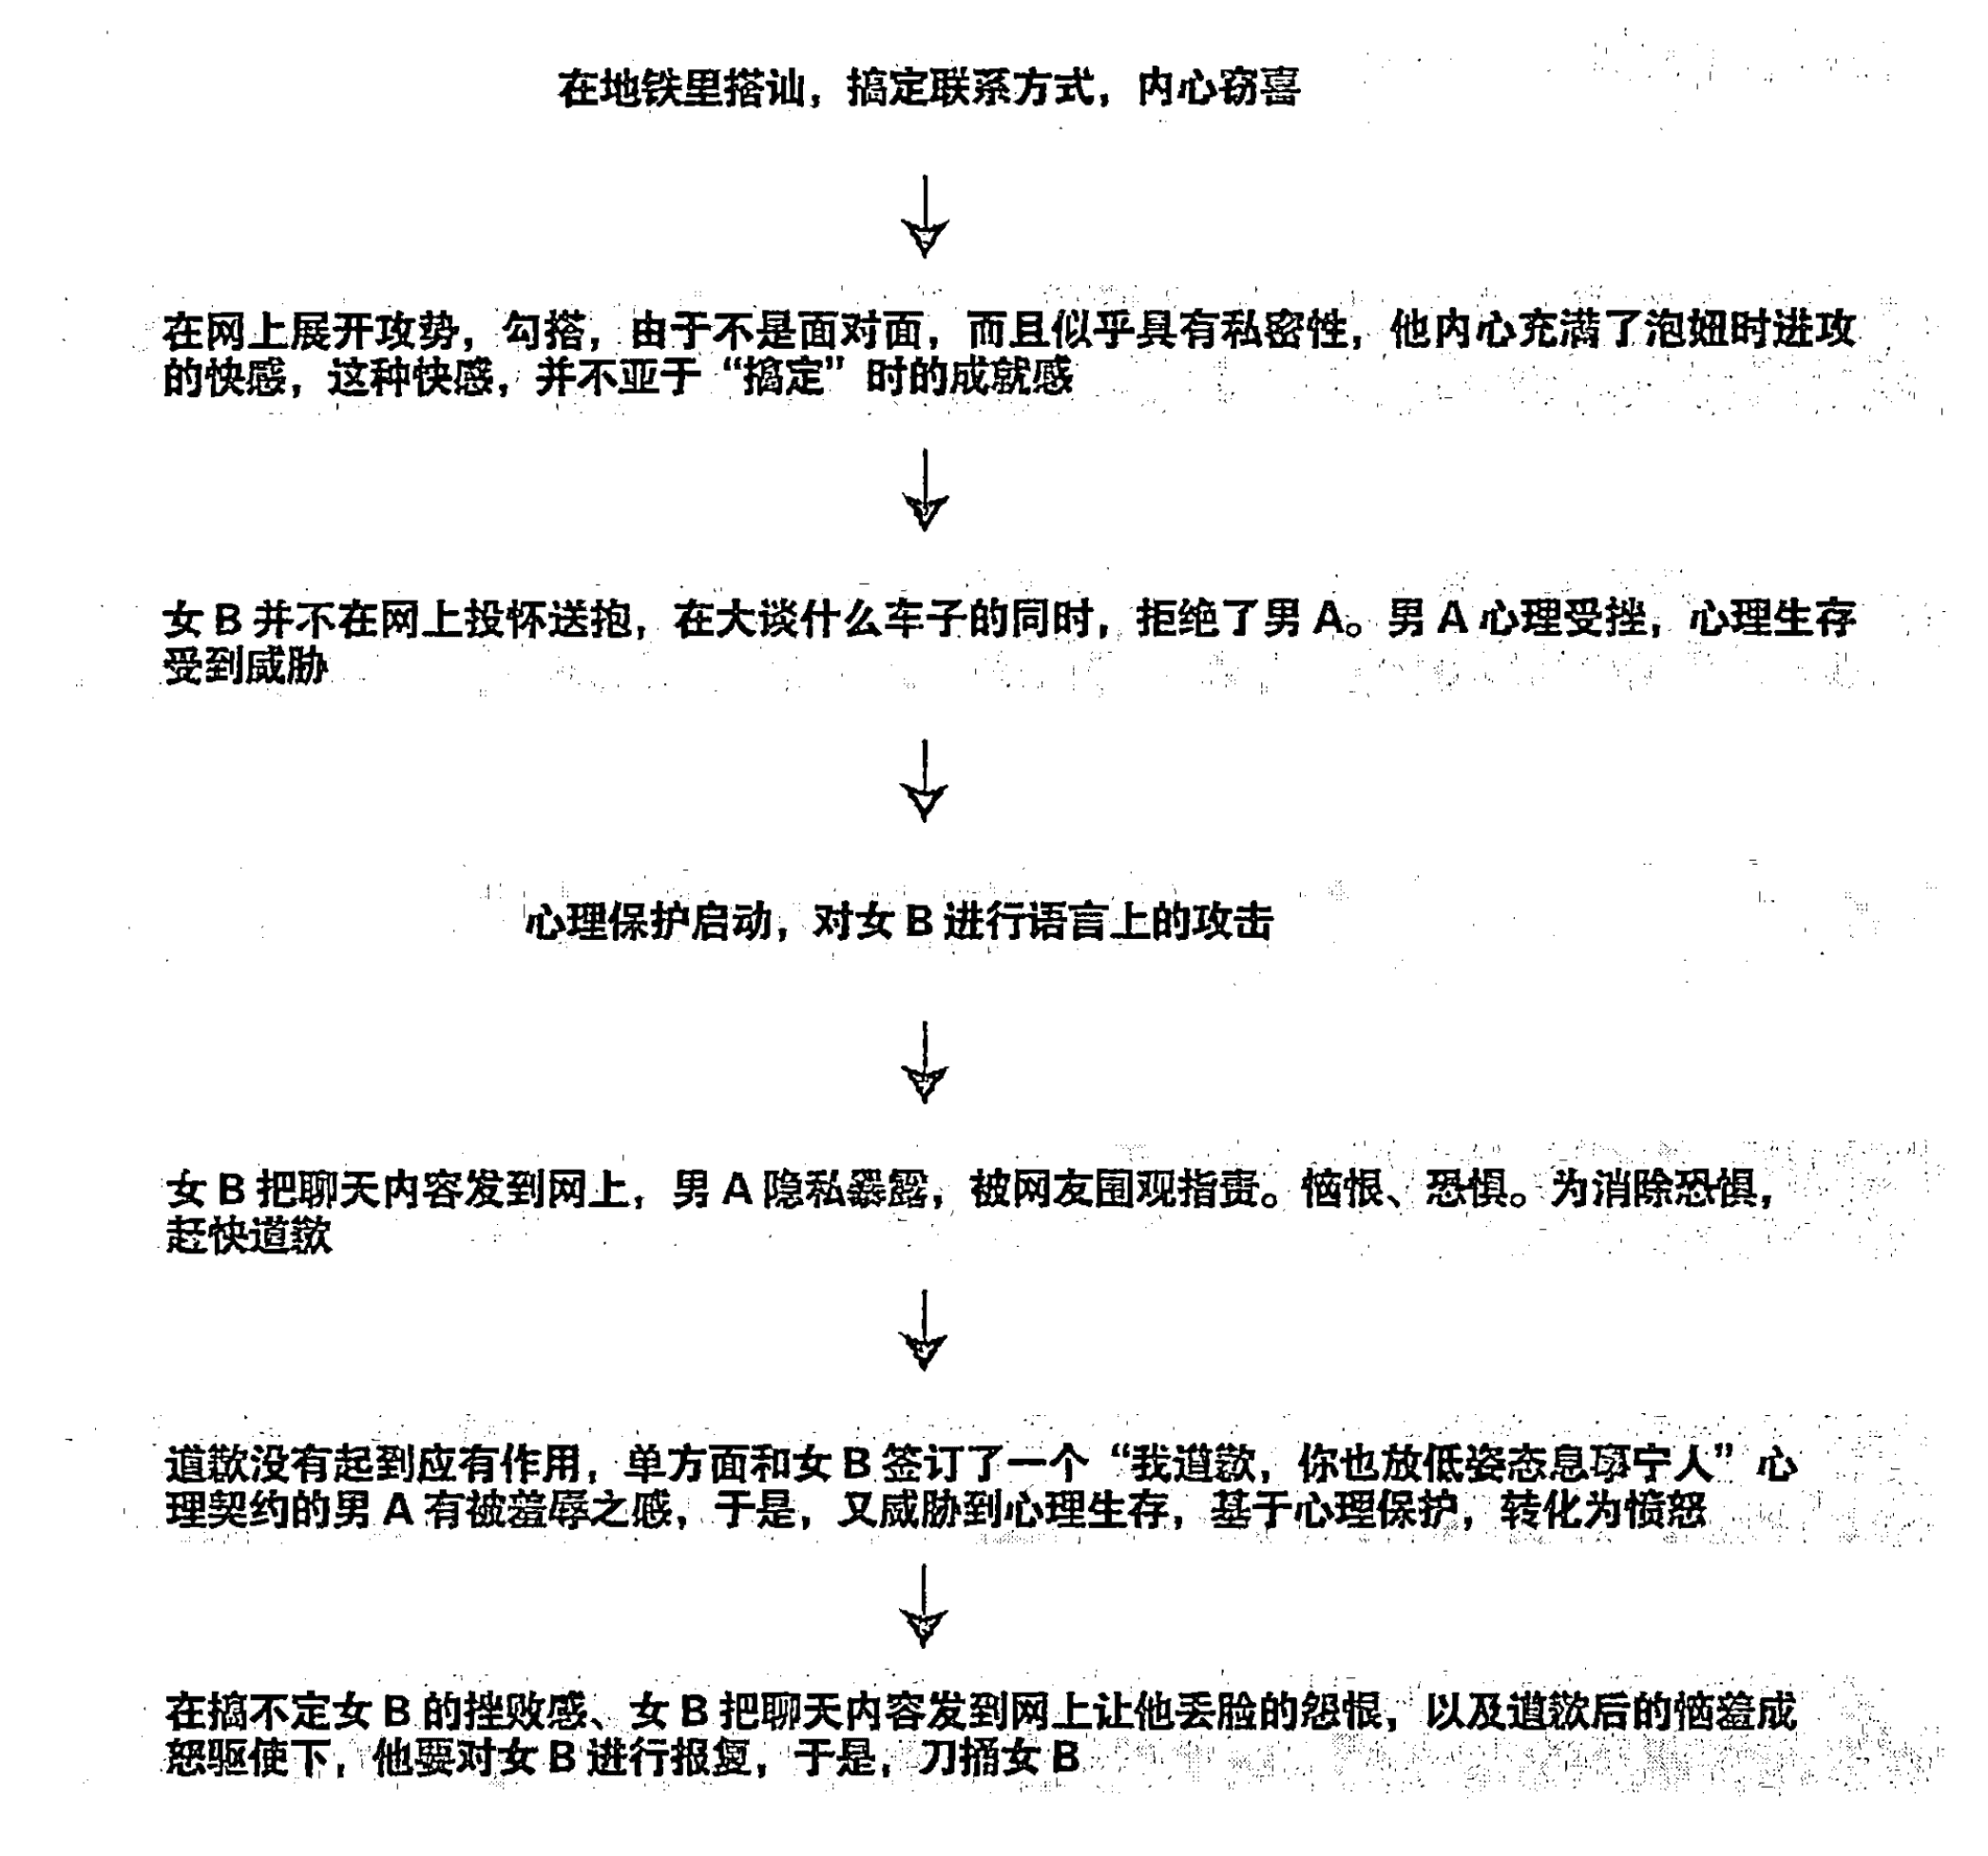 在地铁里搭讪，搞定联系方式，内心窃喜
在网上展开攻势，勾搭，由于不是面对面，而且似乎具有私密性，他内心充满了泡妞时进攻
的快感，这种快感，并不亚于“搞定”时的成就感
女 B 并不在网上投怀送抱，在大谈什么车子的同时，拒绝了男 A。男 A 心理受挫，心理生存
受到威胁
心理保护启动，对女 B 进行语言上的攻击
女 B 把聊天内容发到网上，男 A 隐私暴露，被网友围观指责。恼恨、恐惧。为消除恐惧，
赶快道歉
道歉没有起到应有作用，单方面和女 B 签订了一个“我道歉，你也放低姿态息事宁人”心
理契约的男 A 有被羞辱之感，于是，又威胁到心理生存，基于心理保护，转化为愤怒
在搞不定女 B 的挫败感、女 B 把聊天内容发到网上让他丢脸的怨恨，以及道歉后的恼羞成
怒驱使下，他要对女 B 进行报复，于是，刀捅女 B